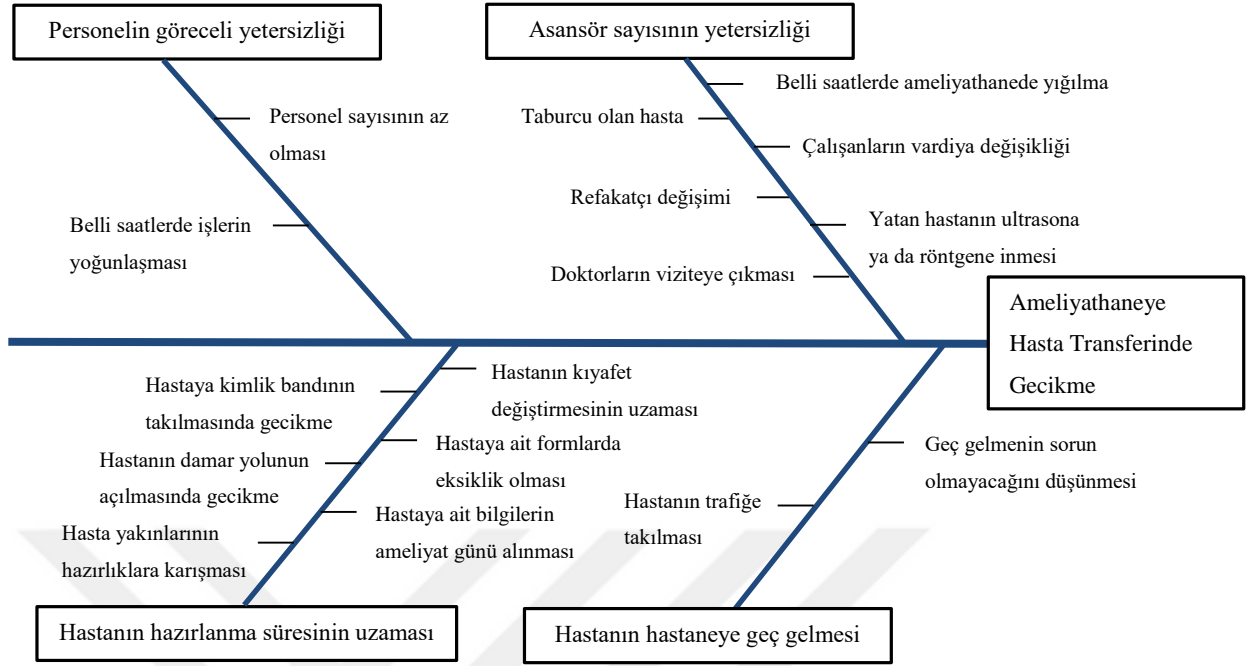 Personelin göreceli yetersizliği
Asansör sayısının yetersizliği
Personel sayısının az
olması
Belli saatlerde işlerin
yoğunlaşması
Belli saatlerde ameliyathanede yığılma
Taburcu olan hasta
Çalışanların vardiya değişikliği
Refakatçı değişimi
Yatan hastanın ultrasona
ya da röntgene inmesi
Doktorların viziteye çıkması
Ameliyathaneye
Hasta Transferinde
Gecikme
Hastaya kimlik bandının
takılmasında gecikme
Hastanın kıyafet
değiştirmesinin uzaması
Hastanın damar yolunun
açılmasında gecikme
Hastaya ait formlarda
eksiklik olması
Hasta yakınlarının
hazırlıklara karışması
Hastaya ait bilgilerin
ameliyat günü alınması
Geç gelmenin sorun
olmayacağını düşünmesi
Hastanın trafiğe
takılması
Hastanın hazırlanma süresinin uzaması
Hastanın hastaneye geç gelmesi